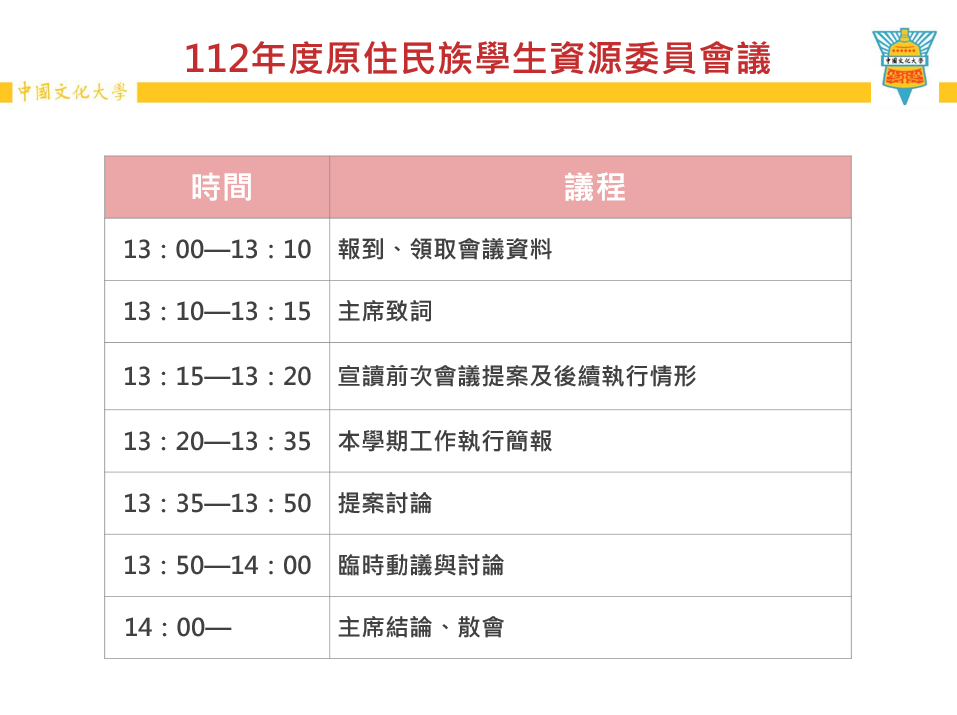 112年度原住民族學生資源委員會議
中國文化大學
中國文化大學
時間 議程
13：00—13：10 報到、領取會議資料
13：10—13：15 主席致詞
13：15—13：20 宣讀前次會議提案及後續執行情形
13：20—13：35 本學期工作執行簡報
13：35—13：50 提案討論
13：50—14：00 臨時動議與討論
14：00— 主席結論、散會